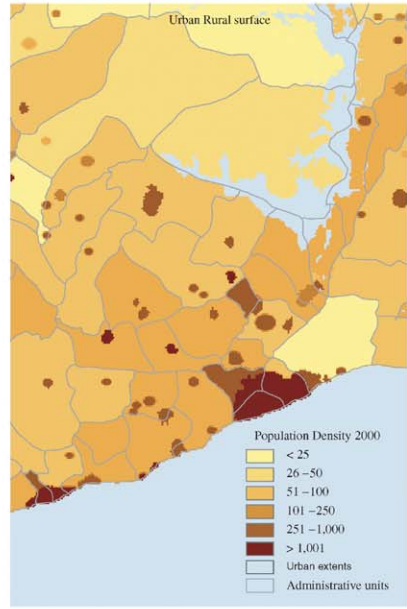 Urban Rural surface
Population Density 2000
< 25
26 –50
51 –100
101 –250
251 –1,000
> 1,001
Urban extents
Administrative units